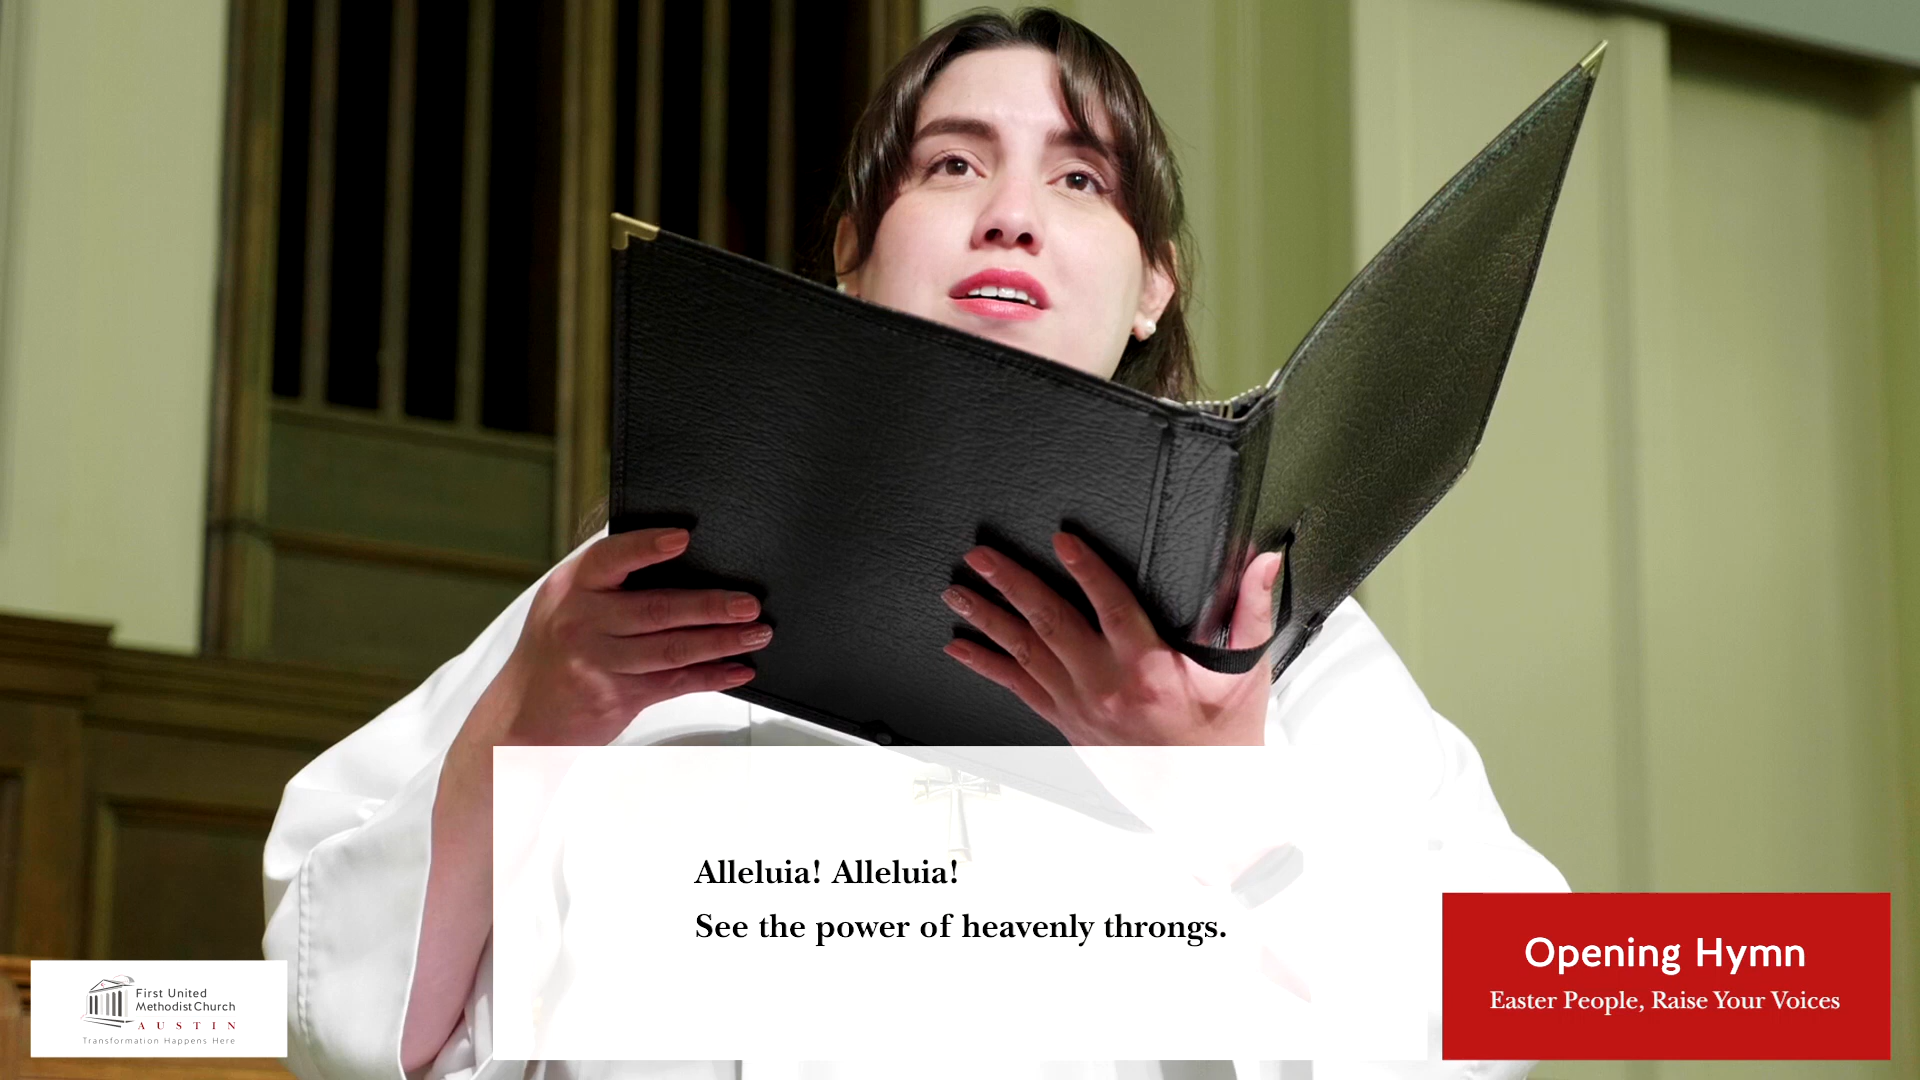 Alleluia! Alleluia!
See the power of heavenly throngs.
Opening Hymn
Easter People, Raise Your Voices
First United
Methodist Church
AUSTIN
Transformation Happens Here